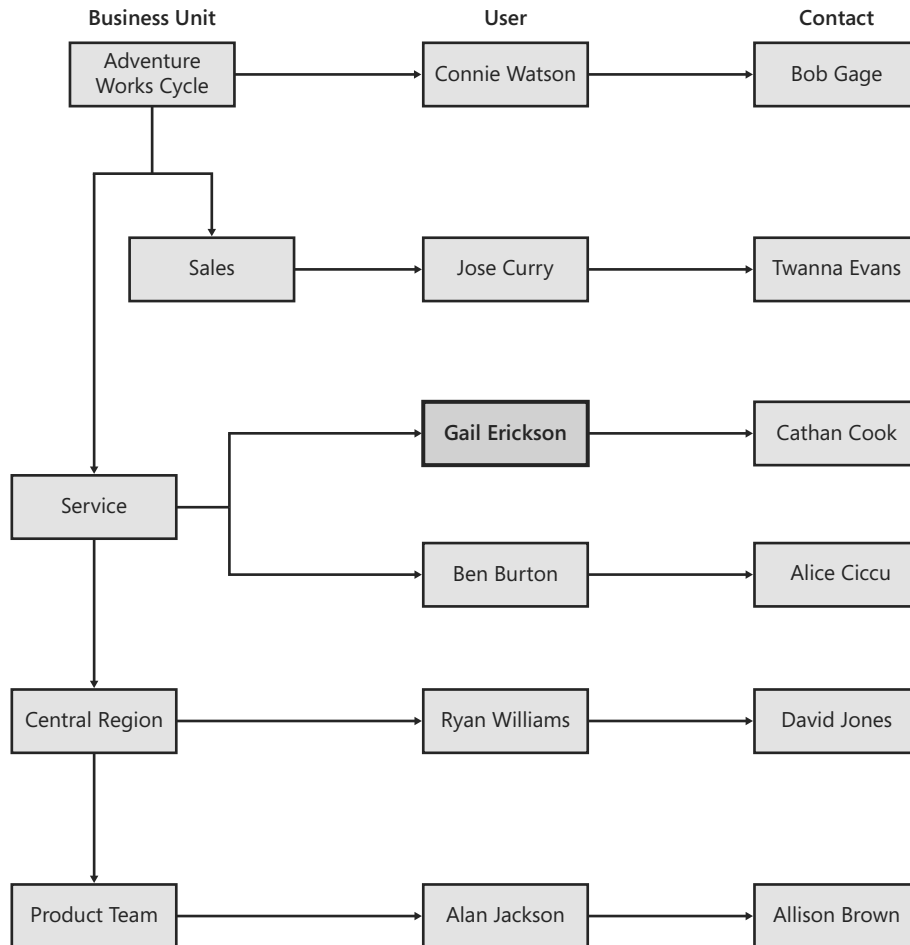 Business Unit
User
Contact
Adventure
Works Cycle
Connie Watson
Bob Gage
Sales
Jose Curry
Twanna Evans
Gail Erickson
Cathan Cook
Service
Ben Burton
Alice Ciccu
Central Region
Ryan Williams
David Jones
Product Team
Alan Jackson
Allison Brown